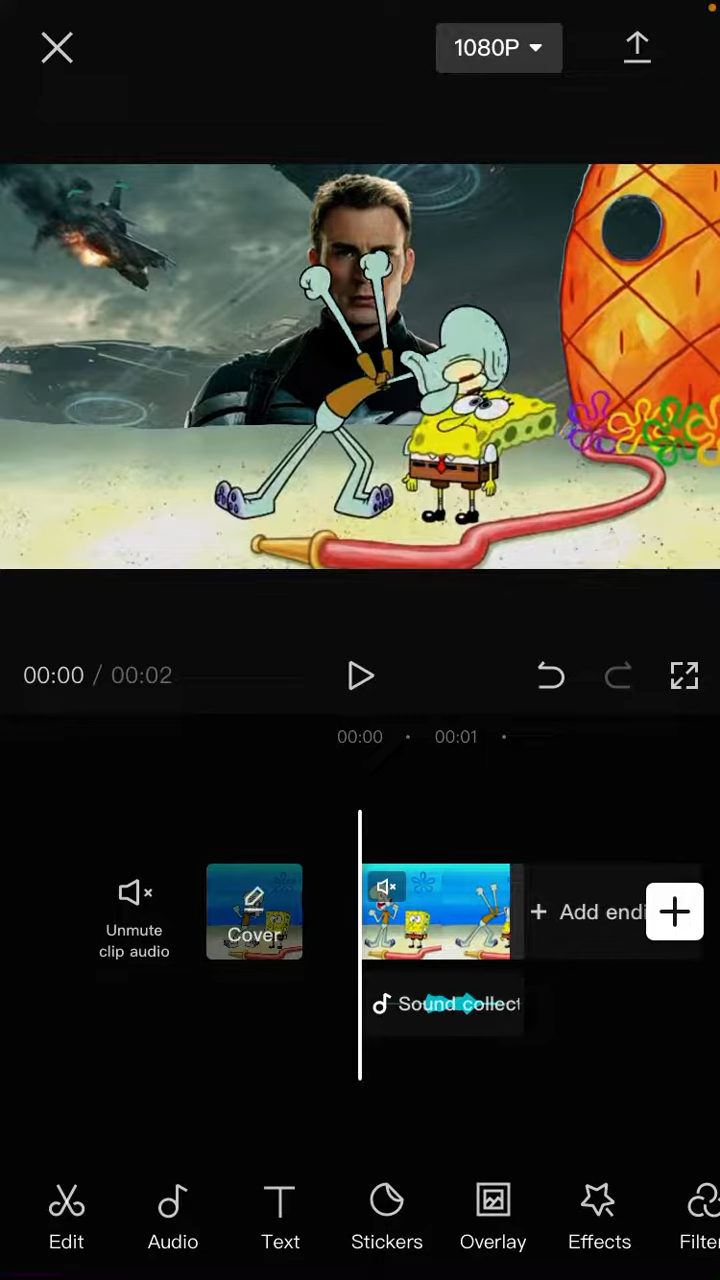 1080P
00:00 / 00:02
00:00 00:01
Unmute
clip audio
Cover
+ Add endi
Sound collect
Edit Audio Text Stickers Overlay Effects Filter